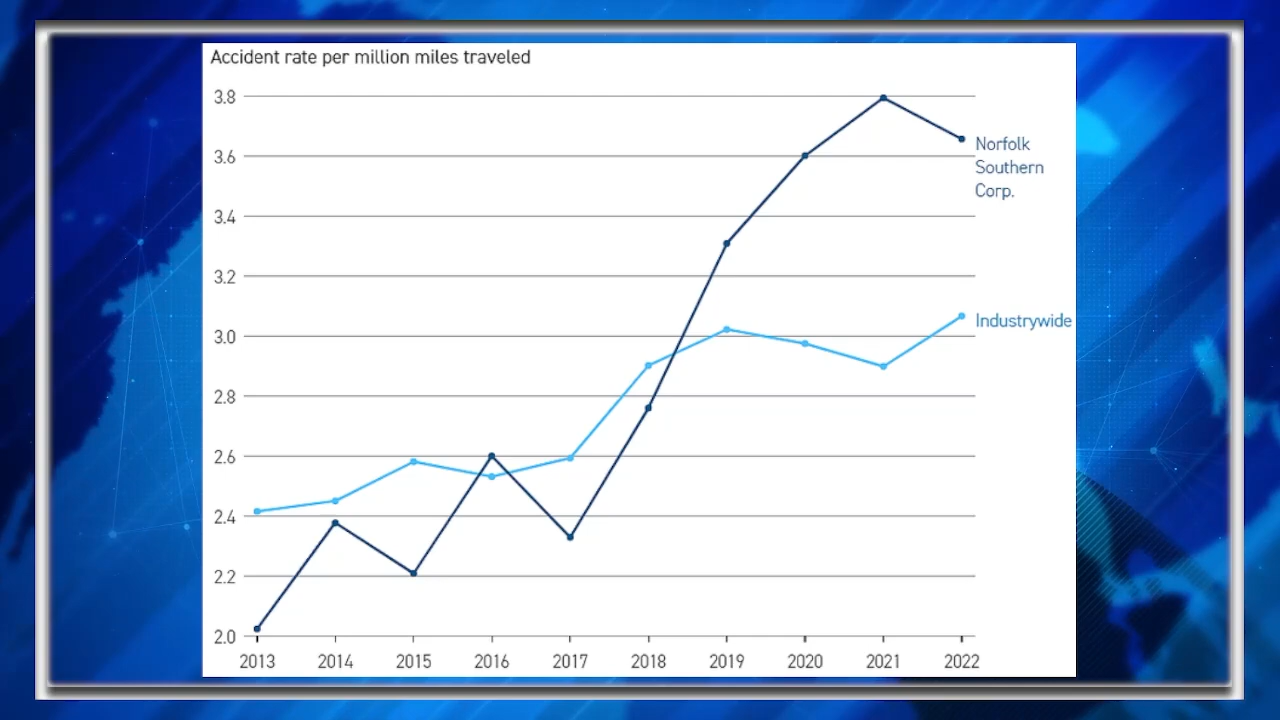 Accident rate per million miles traveled
3.8
3.6
3.4
3.2
3.0
2.8
2.6
2.4
2.2
2.0
Norfolk
Southern
Corp.
Industrywide
2013 2014 2015 2016 2017 2018 2019 2020 2021 2022